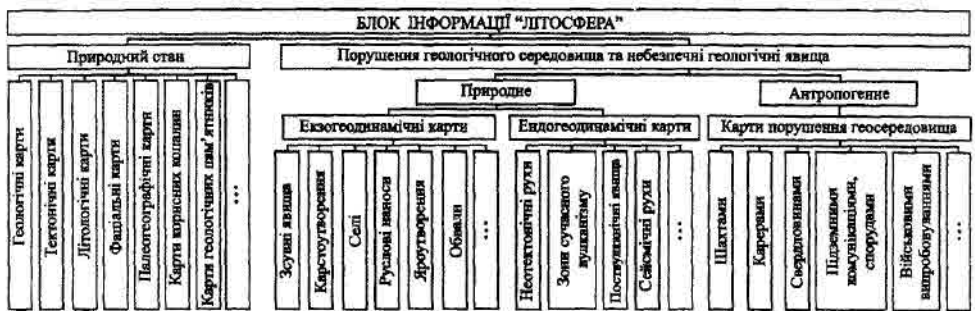 БЛОК ІНФОРМАЦІЇ “ЛІТОСФЕРА”
Природний стан
Порушення геологічного середовища та небезпечні геологічні явища
Природне
Антропогенне
Екзогеодинамічні карти
Ендогеодинамічні карти
Карти порушення геосередовища
Геологічні карти
Тектонічні карти
Літологічні карти
Фаціальні карти
Палеогеографічні карти
Карти корисних копалин
Карти геологічних пам’ятників
...
Зсувні явища
Карстоутворення
Селі
Руслові наноси
Яроутворення
Обвали
...
Неотектонічні рухи
Зони сучасного
вулканізму
Поствулканічні явища
Сейсмічні рухи
...
Шахтами
Карерами
Свердловинами
Підземними
комунікаціями,
спорудами
Військовими
випробовуваннями
...